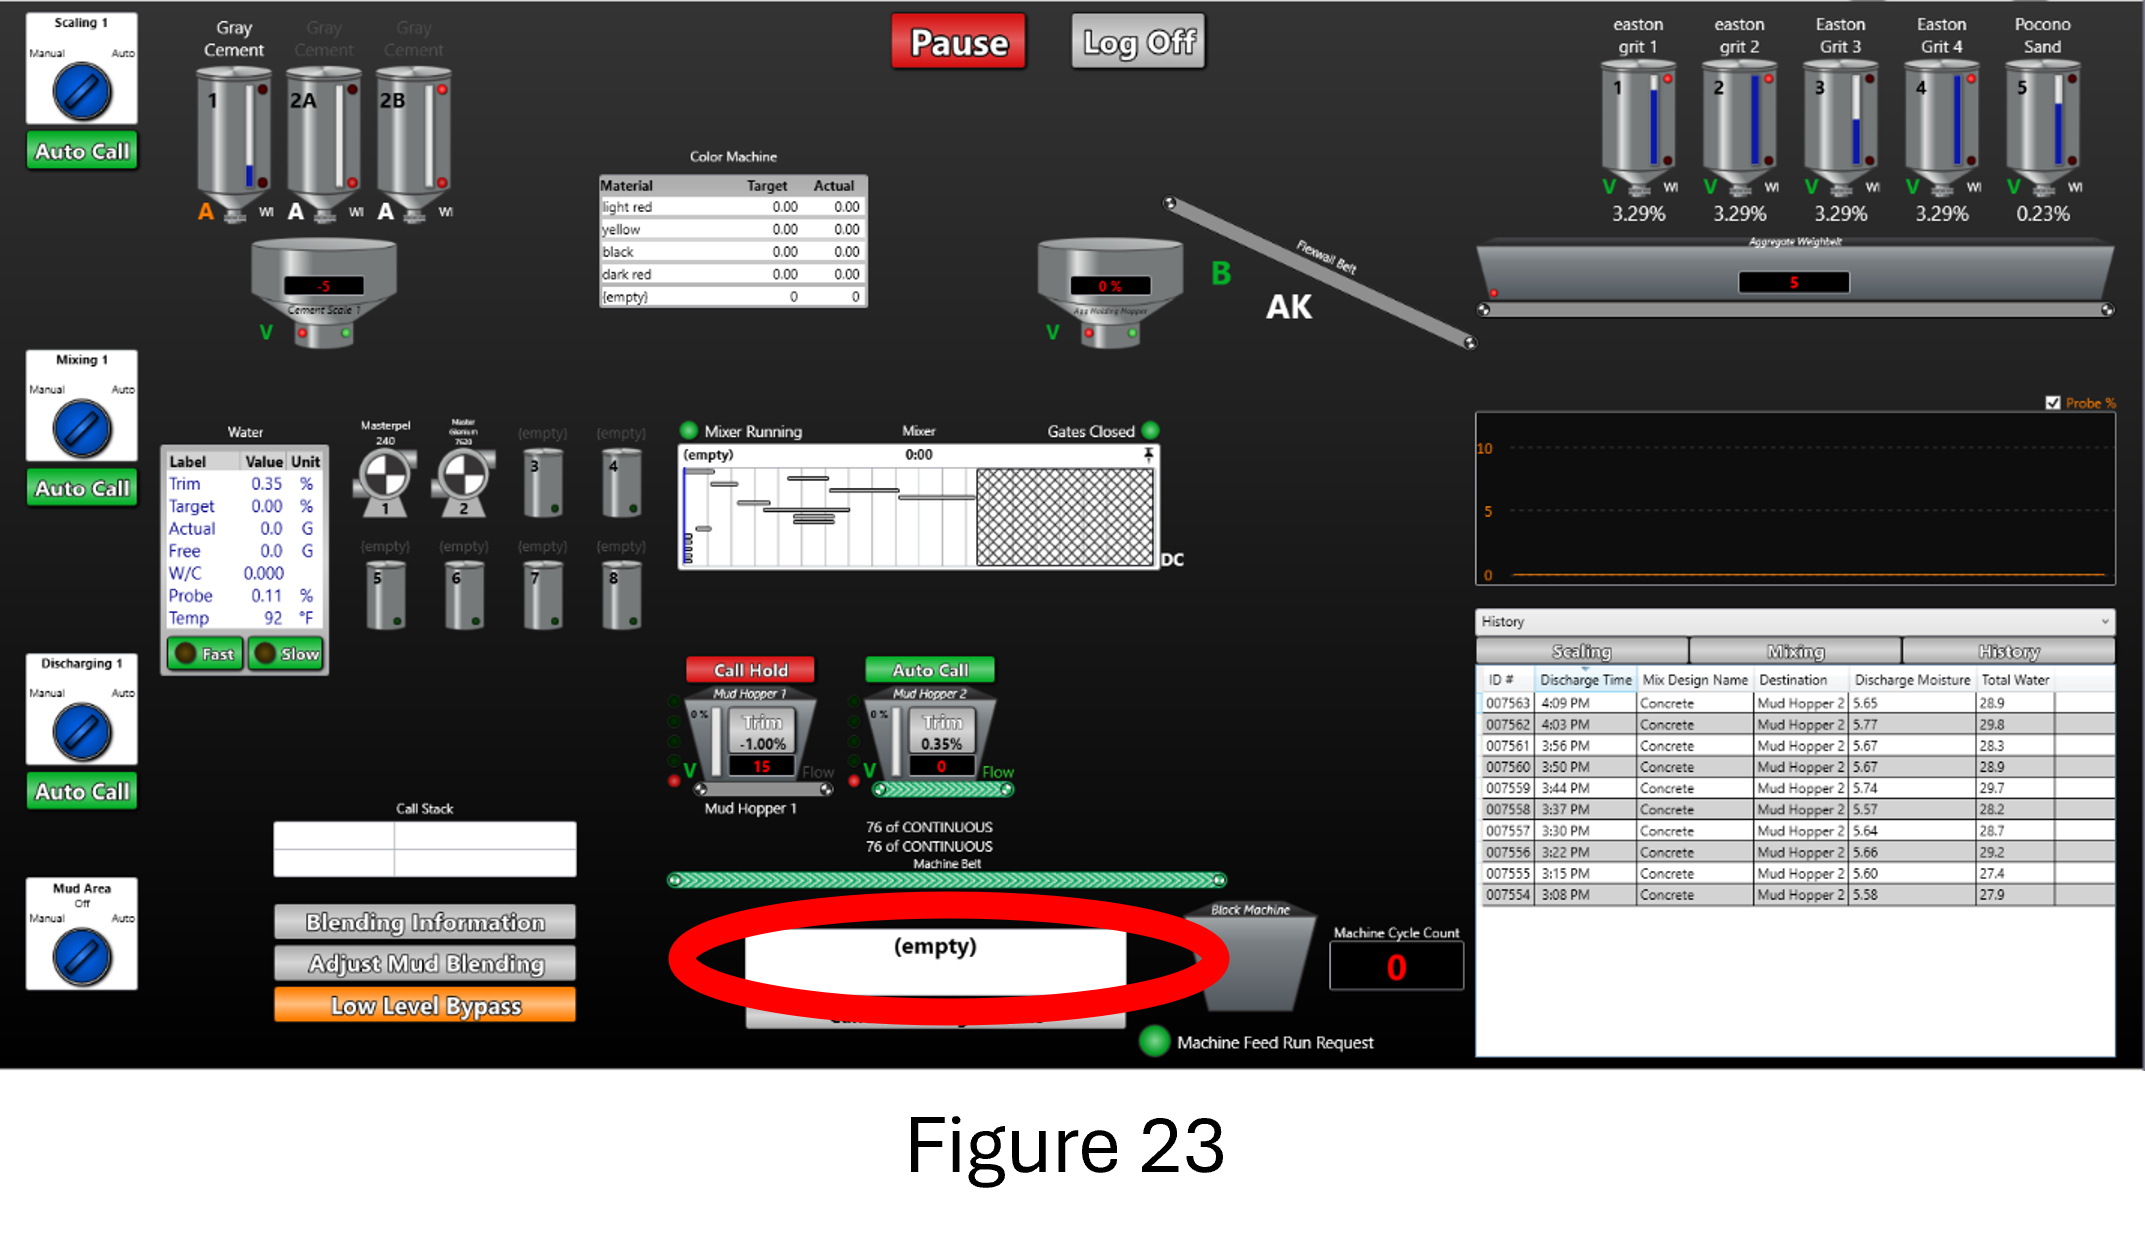 Scaling 1
Manual Auto
Auto Call
Gray Cement
Gray Cement
Gray Cement
1
2A
2B
A WI A WI A WI
-5
Cement Scale 1
V
Pause
Log Off
Color Machine
Material Target Actual
light red 0.00 0.00
yellow 0.00 0.00
black 0.00 0.00
dark red 0.00 0.00
(empty) 0 0
0 %
Agg Holding Hopper
V
B
AK
Flexwall Belt
easton grit 1
easton grit 2
Easton Grit 3
Easton Grit 4
Pocono Sand
1 2 3 4 5
V WI V WI V WI V WI V WI
3.29% 3.29% 3.29% 3.29% 0.23%
Aggregate Weighbelt
5
Mixing 1
Manual Auto
Auto Call
Water
Label Value Unit
Trim 0.35 %
Target 0.00 %
Actual 0.0 G
Free 0.0 G
W/C 0.000
Probe 0.11 %
Temp 92 °F
Fast Slow
Masterpel 240
1
Master Glenium 7620
2
(empty)
3
(empty)
4
(empty)
5
(empty)
6
(empty)
7
(empty)
8
Mixer Running Mixer Gates Closed
(empty) 0:00
DC
Probe %
10
5
0
Discharging 1
Manual Auto
Auto Call
Call Hold
Mud Hopper 1
0 %
Trim
-1.00%
15
V Flow
Mud Hopper 1
Auto Call
Mud Hopper 2
0 %
Trim
0.35%
0
V Flow
76 of CONTINUOUS
76 of CONTINUOUS
Machine Belt
Call Stack
Mud Area
Off
Manual Auto
Blending Information
Adjust Mud Blending
Low Level Bypass
(empty)
Block Machine
Machine Cycle Count
0
Machine Feed Run Request
History
Scaling Mixing History
ID # Discharge Time Mix Design Name Destination Discharge Moisture Total Water
007563 4:09 PM Concrete Mud Hopper 2 5.65 28.9
007562 4:03 PM Concrete Mud Hopper 2 5.77 29.8
007561 3:56 PM Concrete Mud Hopper 2 5.67 28.3
007560 3:50 PM Concrete Mud Hopper 2 5.67 28.9
007559 3:44 PM Concrete Mud Hopper 2 5.74 29.7
007558 3:37 PM Concrete Mud Hopper 2 5.57 28.2
007557 3:30 PM Concrete Mud Hopper 2 5.64 28.7
007556 3:22 PM Concrete Mud Hopper 2 5.66 29.2
007555 3:15 PM Concrete Mud Hopper 2 5.60 27.4
007554 3:08 PM Concrete Mud Hopper 2 5.58 27.9
Figure 23